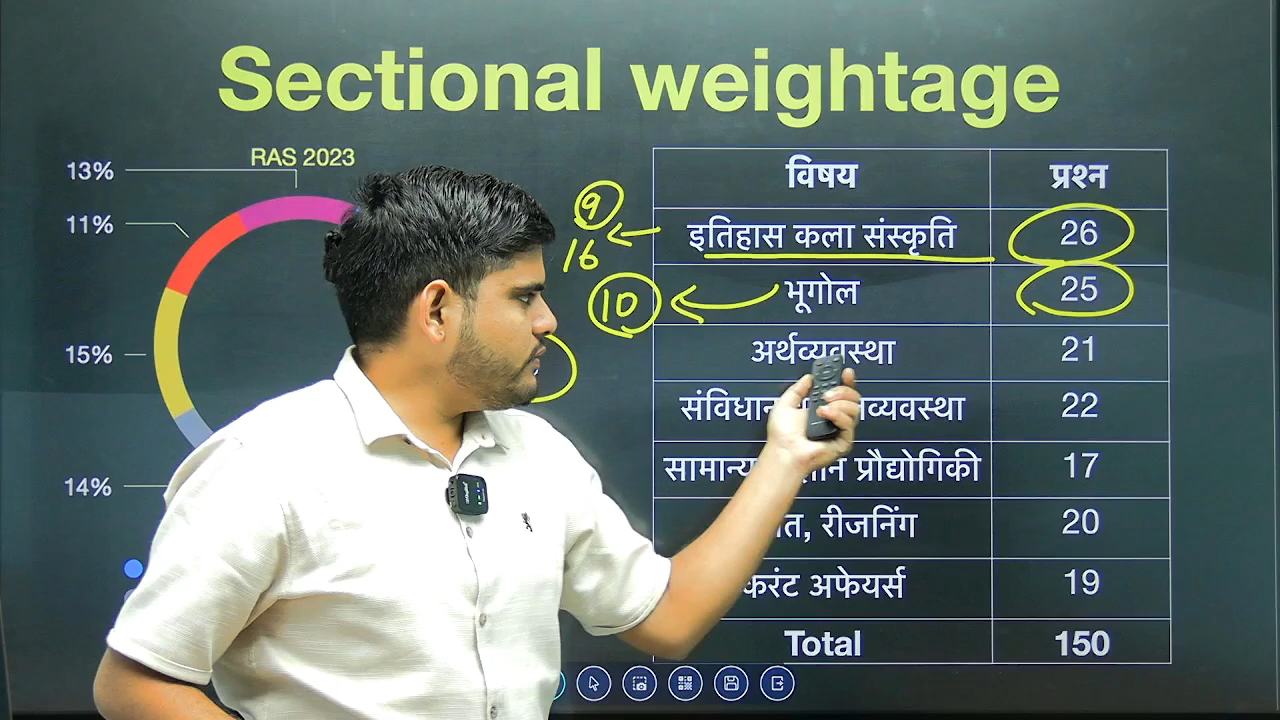 Sectional weightage
RAS 2023
13%
11%
15%
14%
9
16
10
विषय प्रश्न
इतिहास कला संस्कृति 26
भूगोल 25
अर्थव्यवस्था 21
22
17
रीजनिंग 20
करंट अफेयर्स 19
Total 150